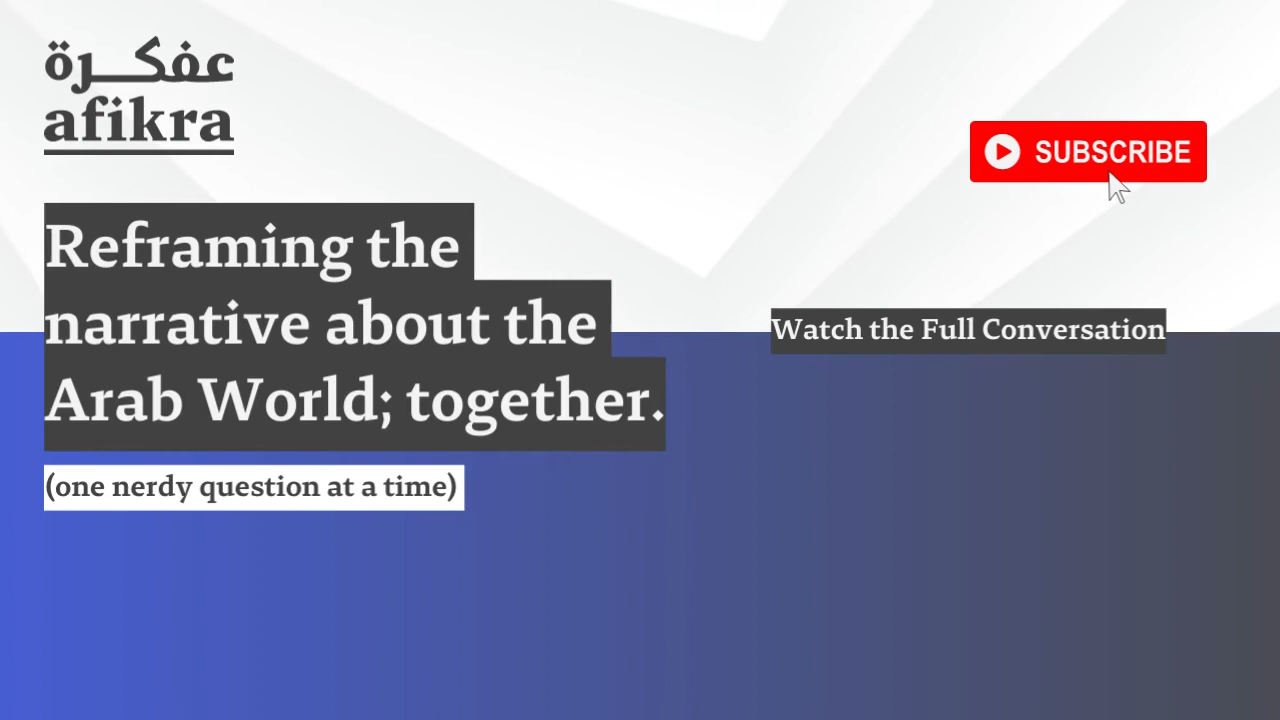 عفكرة
afikra
SUBSCRIBE
Reframing the
narrative about the
Arab World; together.
Watch the Full Conversation
(one nerdy question at a time)